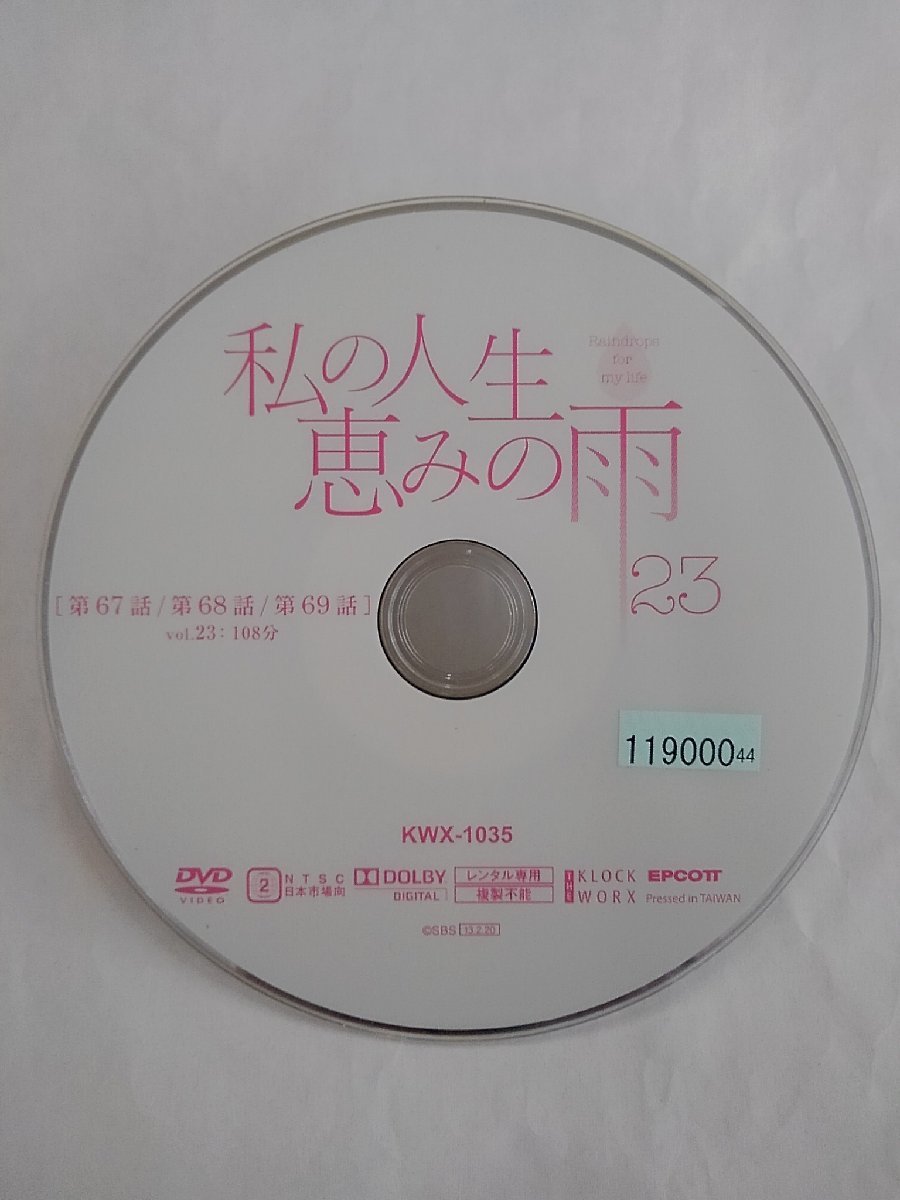 私の人生
恵みの雨
Raindrops
for
my life
23
[第67話/第68話/第69話]
vol.23:108分
11900044
KWX-1035
DVD
VIDEO
2
NTSC
日本市場向
DOLBY
DIGITAL
レンタル専用
複製不能
THE
KLOCK
WORX
EPCOTT
Pressed in TAIWAN
©SBS 13.2.20